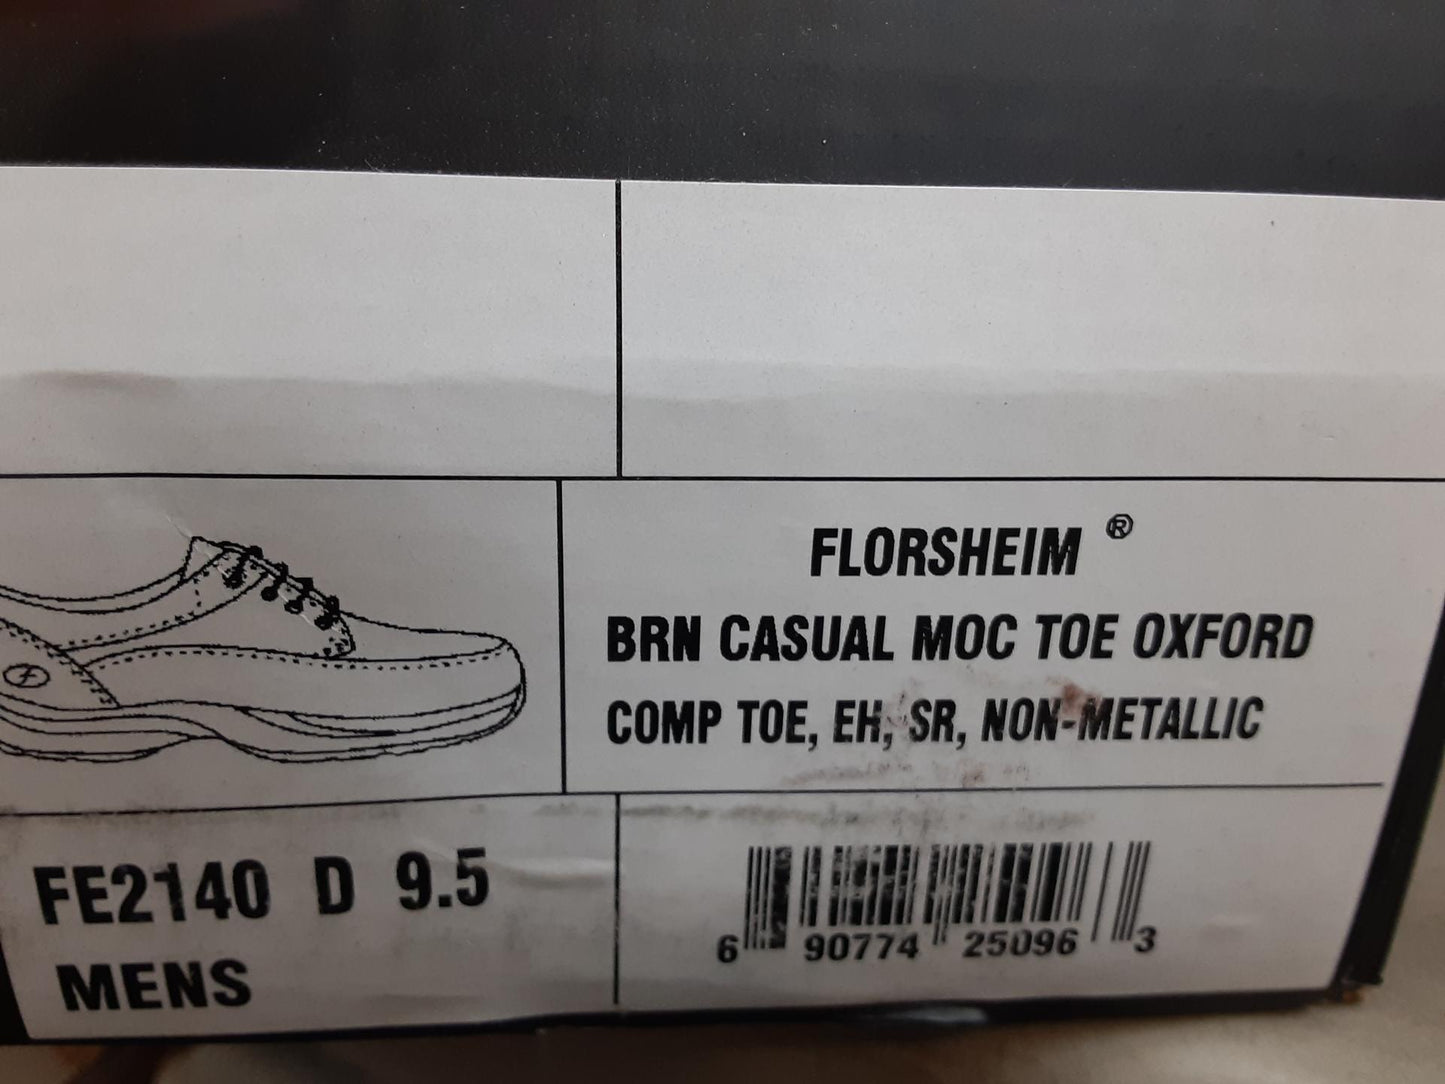 FLORSHEIM ®
BRN CASUAL MOC TOE OXFORD
COMP TOE, EH, SR, NON-METALLIC
FE2140 D 9.5
MENS
6 90774 25096 3